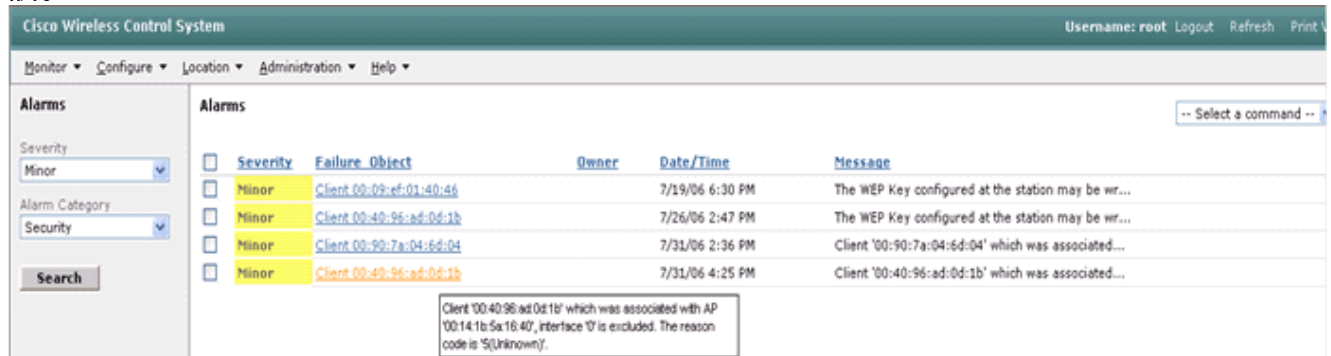 Cisco Wireless Control System
Username: root Logout Refresh Print
Monitor Configure Location Administration Help
Alarms
Severity
Minor
Alarm Category
Security
Search
Alarms
-- Select a command --
Severity Failure Object Owner Date/Time Message
Minor Client 00:09:ef:01:40:46 7/19/06 6:30 PM The WEP Key configured at the station may be wr...
Minor Client 00:40:96:ad:0d:1b 7/26/06 2:47 PM The WEP Key configured at the station may be wr...
Minor Client 00:90:7a:04:6d:04 7/31/06 2:36 PM Client '00:90:7a:04:6d:04' which was associated...
Minor Client 00:40:96:ad:0d:1b 7/31/06 4:25 PM Client '00:40:96:ad:0d:1b' which was associated...
Client '00:40:96:ad:0d:1b' which was associated with AP
'00:14:1b:5a:16:40', interface '0' is excluded. The reason
code is '5(Unknown)'.